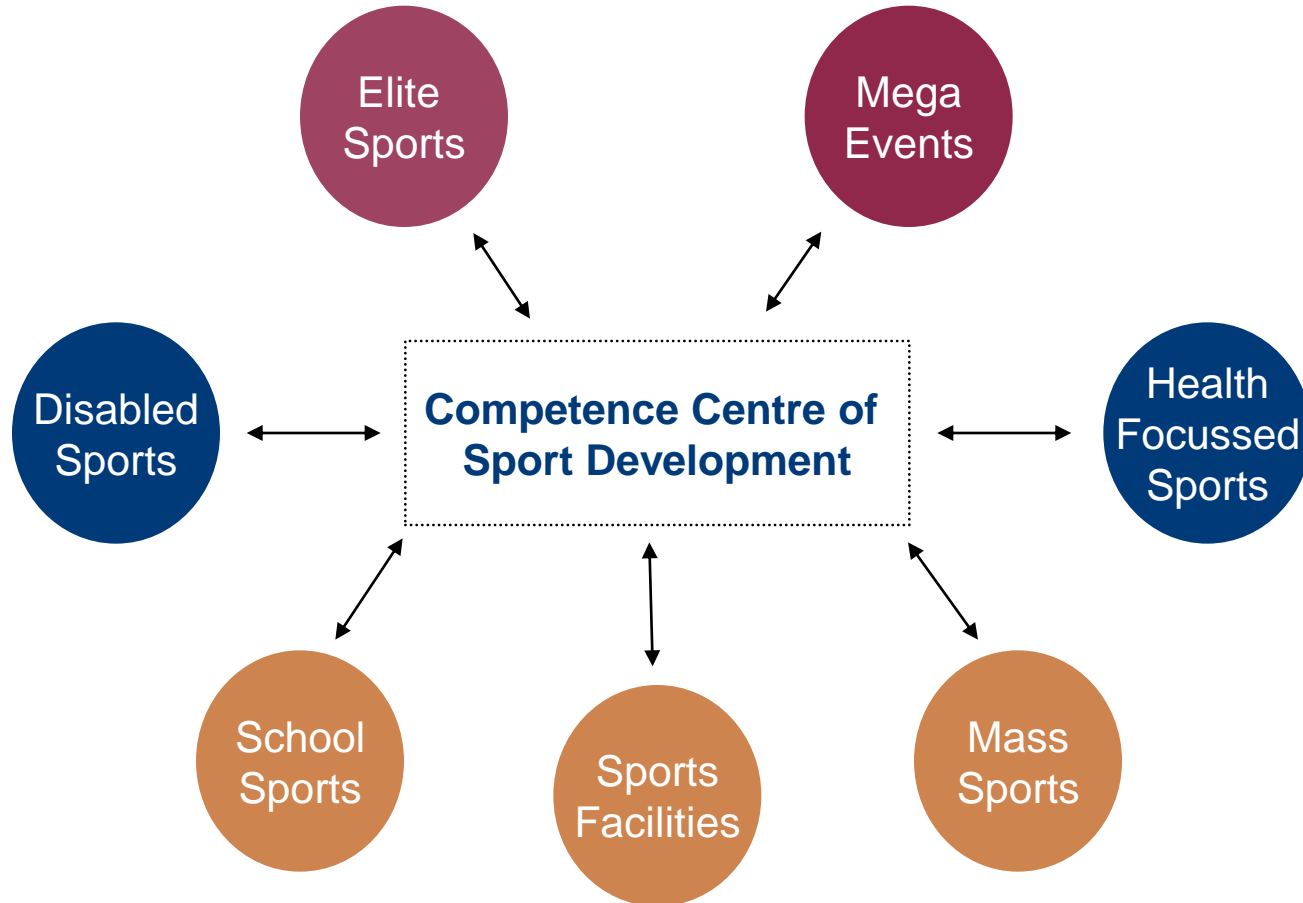 Elite
Sports
Mega
Events
Disabled
Sports
Competence Centre of
Sport Development
Health
Focussed
Sports
School
Sports
Sports
Facilities
Mass
Sports